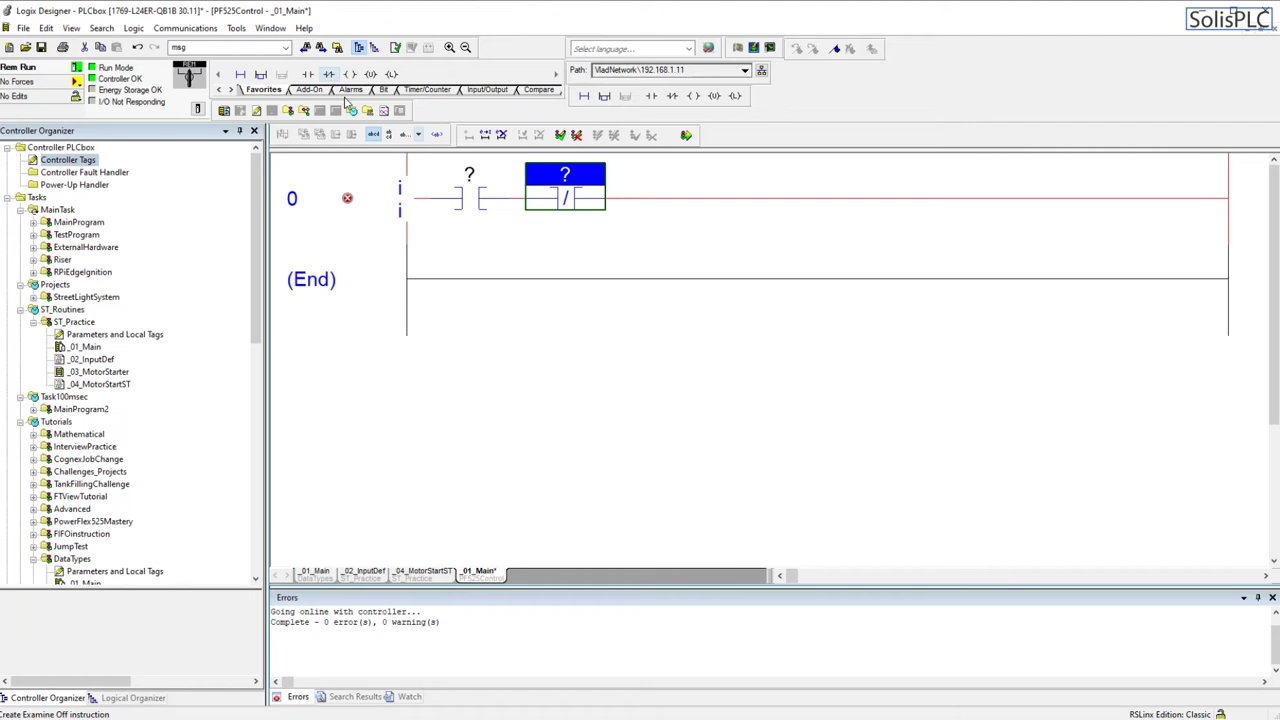 Logix Designer - PLCbox [1769-L24ER-QB1B 30.11]* - [PF525Control - _01_Main*]
SolisPLC
File Edit View Search Logic Communications Tools Window Help
msg
Select language...
Rem Run
Run Mode
No Forces
Controller OK
Energy Storage OK
No Edits
I/O Not Responding
REM
Path: VladNetwork\192.168.1.11
Favorites Add-On Alarms Bit Timer/Counter Input/Output Compare
Controller Organizer
Controller PLCbox
Controller Tags
Controller Fault Handler
Power-Up Handler
Tasks
MainTask
MainProgram
TestProgram
ExternalHardware
Riser
RPiEdgeIgnition
Projects
StreetLightSystem
ST_Routines
ST_Practice
Parameters and Local Tags
_01_Main
_02_InputDef
_03_MotorStarter
_04_MotorStartST
Task100msec
MainProgram2
Tutorials
Mathematical
InterviewPractice
CognexJobChange
Challenges_Projects
TankFillingChallenge
FTViewTutorial
Advanced
PowerFlex525Mastery
FIFOinstruction
JumpTest
DataTypes
Parameters and Local Tags
_01_Main
? ?
0
i
i
(End)
_01_Main _02_InputDef _04_MotorStartST _01_Main*
DataTypes ST_Practice ST_Practice PF525Control
Errors
Going online with controller...
Complete - 0 error(s), 0 warning(s)
Controller Organizer Logical Organizer
Errors Search Results Watch
Create Examine Off instruction
RSLinx Edition: Classic